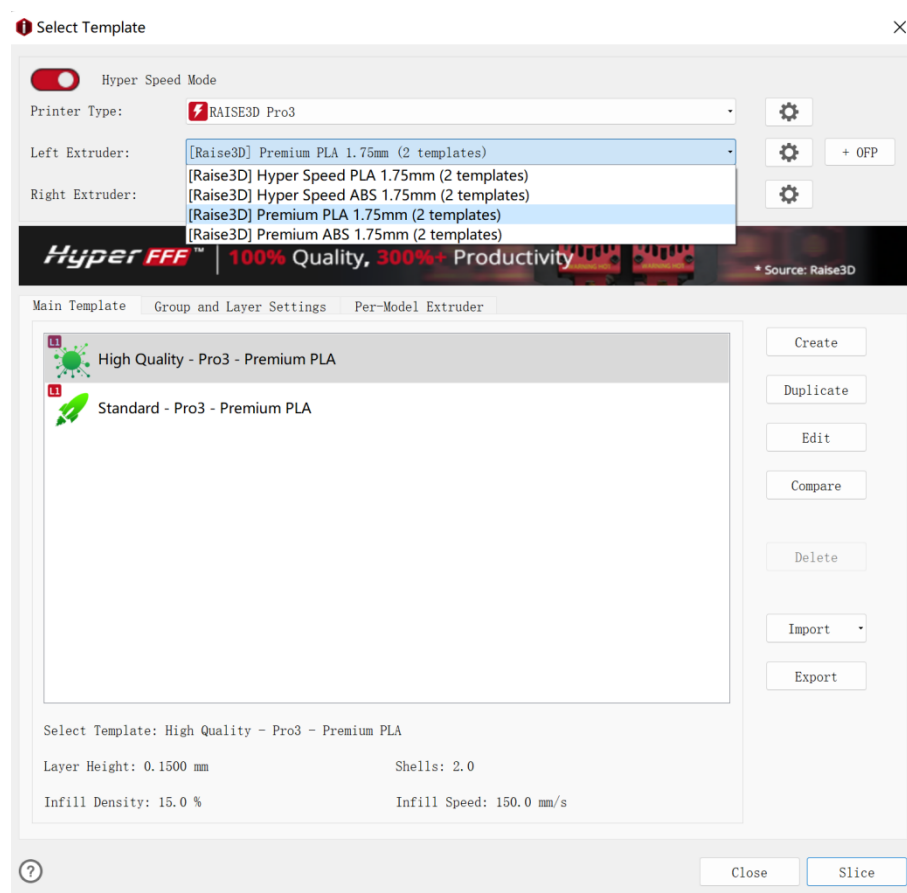 Select Template
Hyper Speed Mode
Printer Type: RAISE3D Pro3
Left Extruder: [Raise3D] Premium PLA 1.75mm (2 templates) + OFP
[Raise3D] Hyper Speed PLA 1.75mm (2 templates)
Right Extruder: [Raise3D] Hyper Speed ABS 1.75mm (2 templates)
[Raise3D] Premium PLA 1.75mm (2 templates)
[Raise3D] Premium ABS 1.75mm (2 templates)
Hyper FFF ™ 100% Quality, 300%+ Productivity
* Source: Raise3D
Main Template Group and Layer Settings Per-Model Extruder
L1
High Quality - Pro3 - Premium PLA
L1
Standard - Pro3 - Premium PLA
Create
Duplicate
Edit
Compare
Delete
Import
Export
Select Template: High Quality - Pro3 - Premium PLA
Layer Height: 0.1500 mm Shells: 2.0
Infill Density: 15.0 % Infill Speed: 150.0 mm/s
? Close Slice